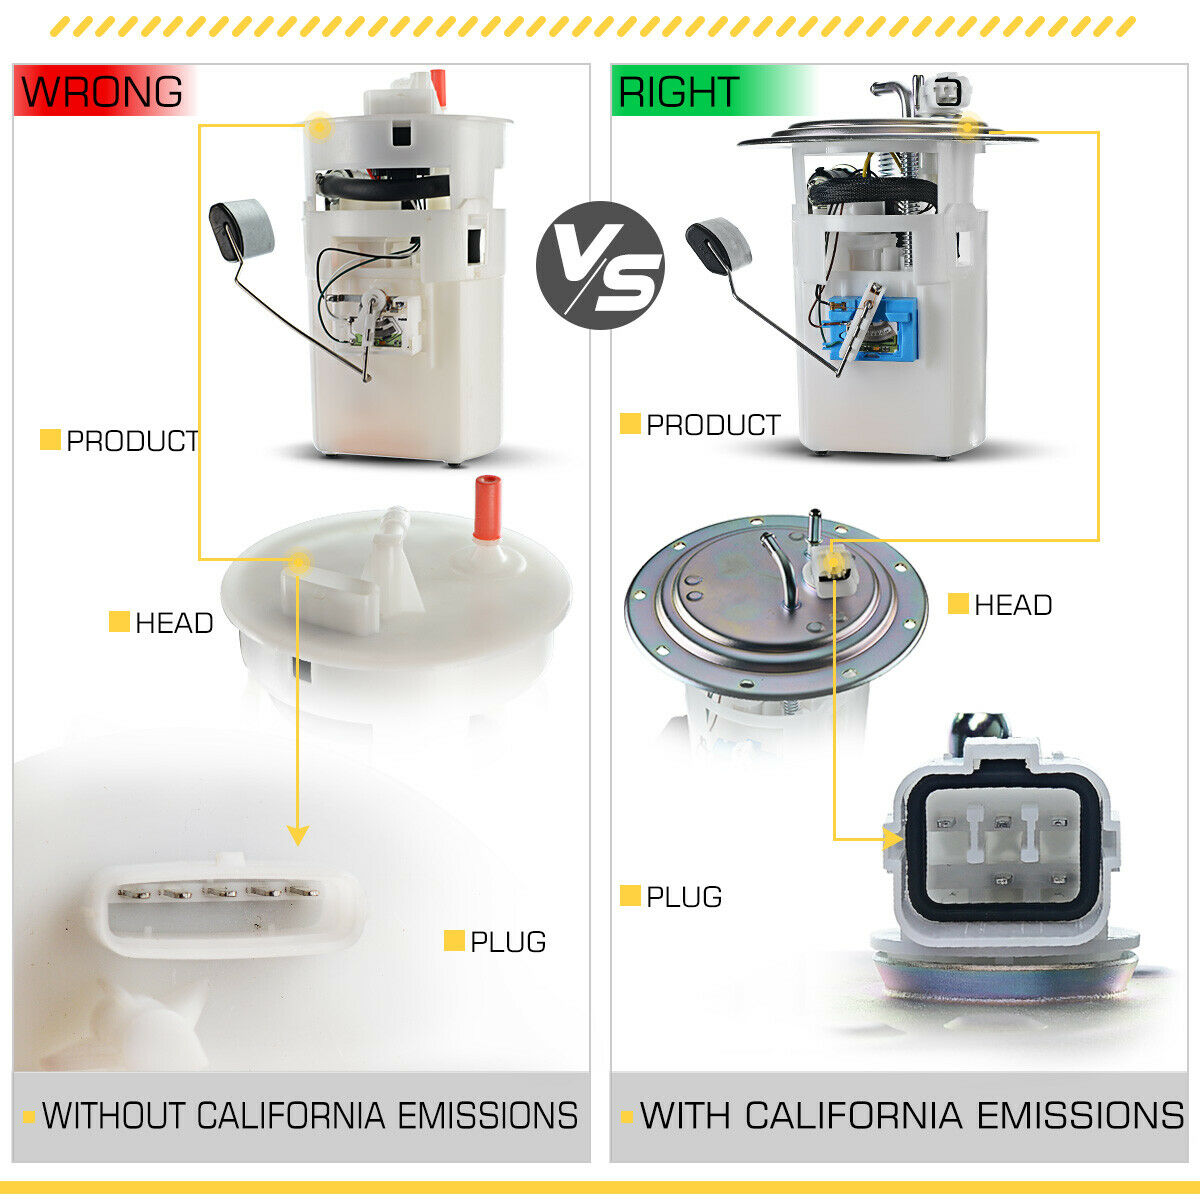 WRONG
PRODUCT
HEAD
PLUG
WITHOUT CALIFORNIA EMISSIONS
VS
RIGHT
PRODUCT
HEAD
PLUG
WITH CALIFORNIA EMISSIONS